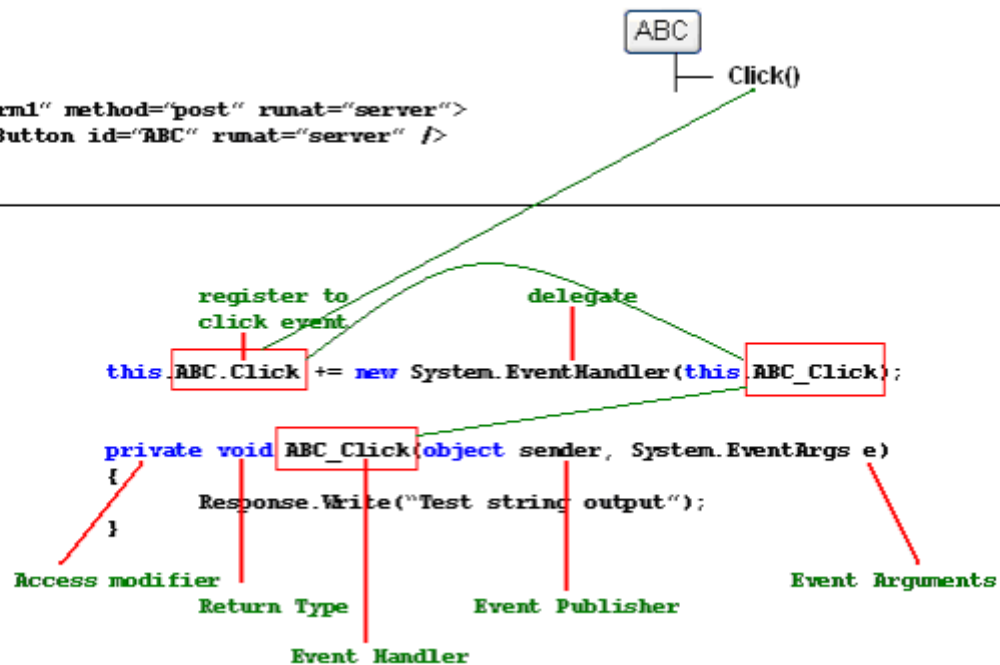 ABC
Click()
rm1" method="post" runat="server">
Button id="ABC" runat="server" />
register to
click event
delegate
this.ABC.Click += new System.EventHandler(this.ABC_Click);
private void ABC_Click(object sender, System.EventArgs e)
{
Response.Write("Test string output");
}
Access modifier
Event Arguments
Return Type
Event Publisher
Event Handler